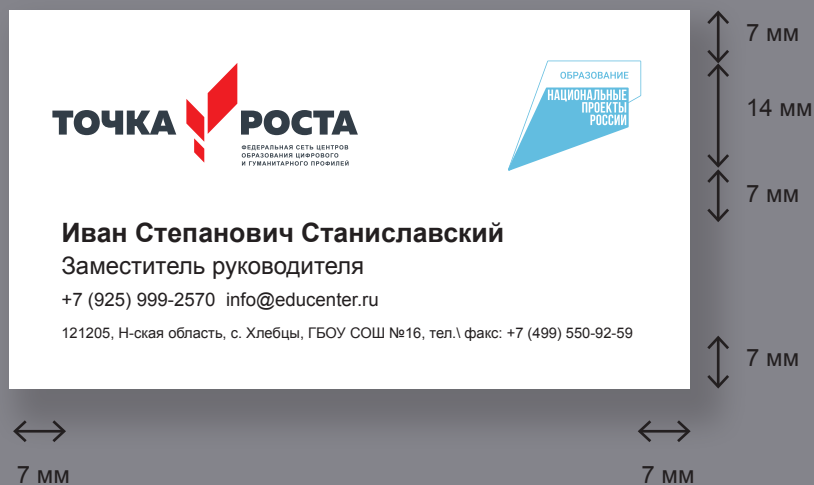 ТОЧКА РОСТА
ФЕДЕРАЛЬНАЯ СЕТЬ ЦЕНТРОВ
ОБРАЗОВАНИЯ ЦИФРОВОГО
И ГУМАНИТАРНОГО ПРОФИЛЕЙ
ОБРАЗОВАНИЕ
НАЦИОНАЛЬНЫЕ
ПРОЕКТЫ
РОССИИ
Иван Степанович Станиславский
Заместитель руководителя
+7 (925) 999-2570 info@educenter.ru
121205, Н-ская область, с. Хлебцы, ГБОУ СОШ №16, тел.\ факс: +7 (499) 550-92-59
7 мм
14 мм
7 мм
7 мм
7 мм
7 мм